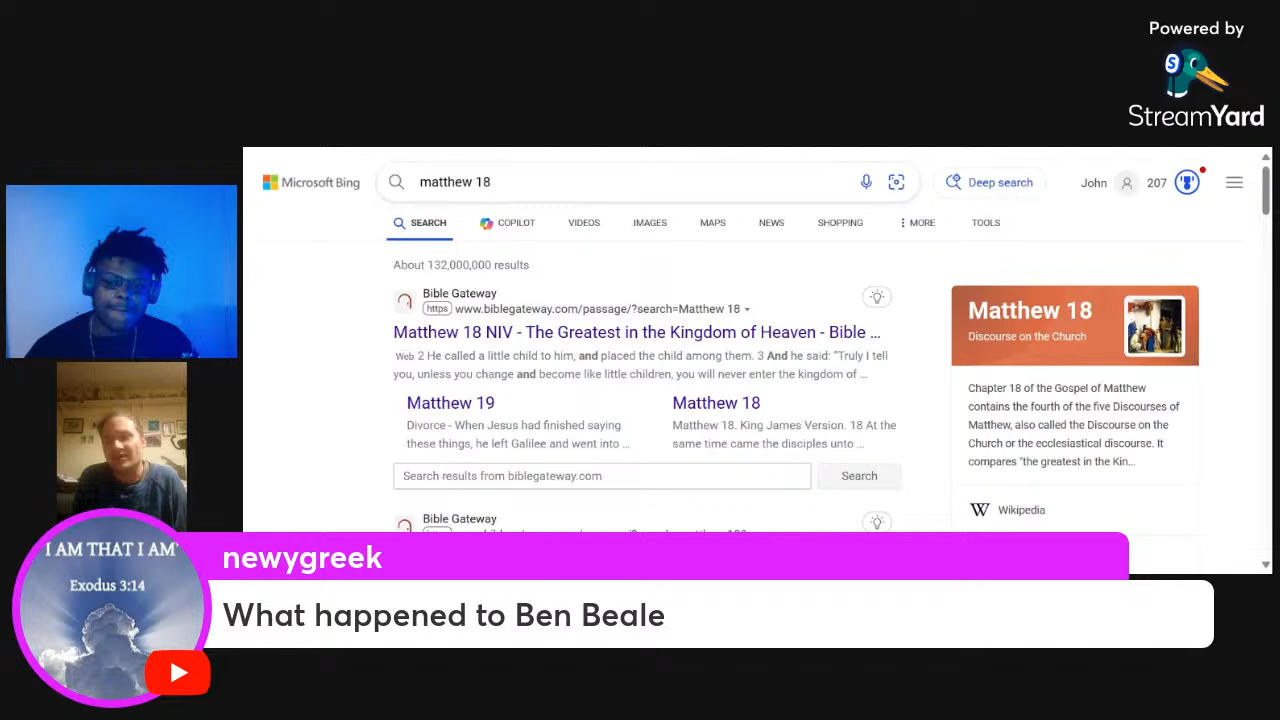 Powered by
S
StreamYard
Microsoft Bing
matthew 18
Deep search
John
207
SEARCH
COPILOT
VIDEOS
IMAGES
MAPS
NEWS
SHOPPING
MORE
TOOLS
About 132,000,000 results
Bible Gateway
https www.biblegateway.com/passage/?search=Matthew 18
Matthew 18 NIV - The Greatest in the Kingdom of Heaven - Bible ...
Web 2 He called a little child to him, and placed the child among them. 3 And he said: "Truly I tell
you, unless you change and become like little children, you will never enter the kingdom of ...
Matthew 19
Divorce - When Jesus had finished saying
these things, he left Galilee and went into ...
Matthew 18
Matthew 18. King James Version. 18 At the
same time came the disciples unto ...
Search results from biblegateway.com
Search
Bible Gateway
Matthew 18
Discourse on the Church
Chapter 18 of the Gospel of Matthew
contains the fourth of the five Discourses of
Matthew, also called the Discourse on the
Church or the ecclesiastical discourse. It
compares "the greatest in the Kin...
W Wikipedia
I AM THAT I AM"
Exodus 3:14
newygreek
What happened to Ben Beale